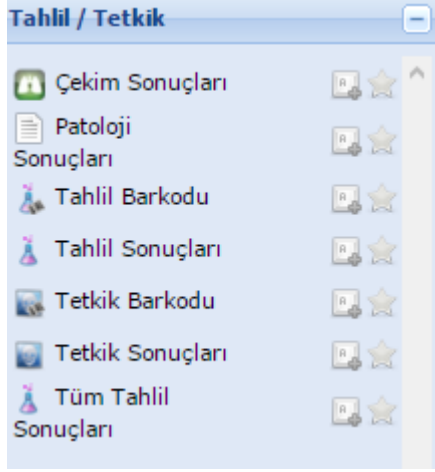 Tahlil / Tetkik
Çekim Sonuçları
Patoloji
Sonuçları
Tahlil Barkodu
Tahlil Sonuçları
Tetkik Barkodu
Tetkik Sonuçları
Tüm Tahlil
Sonuçları